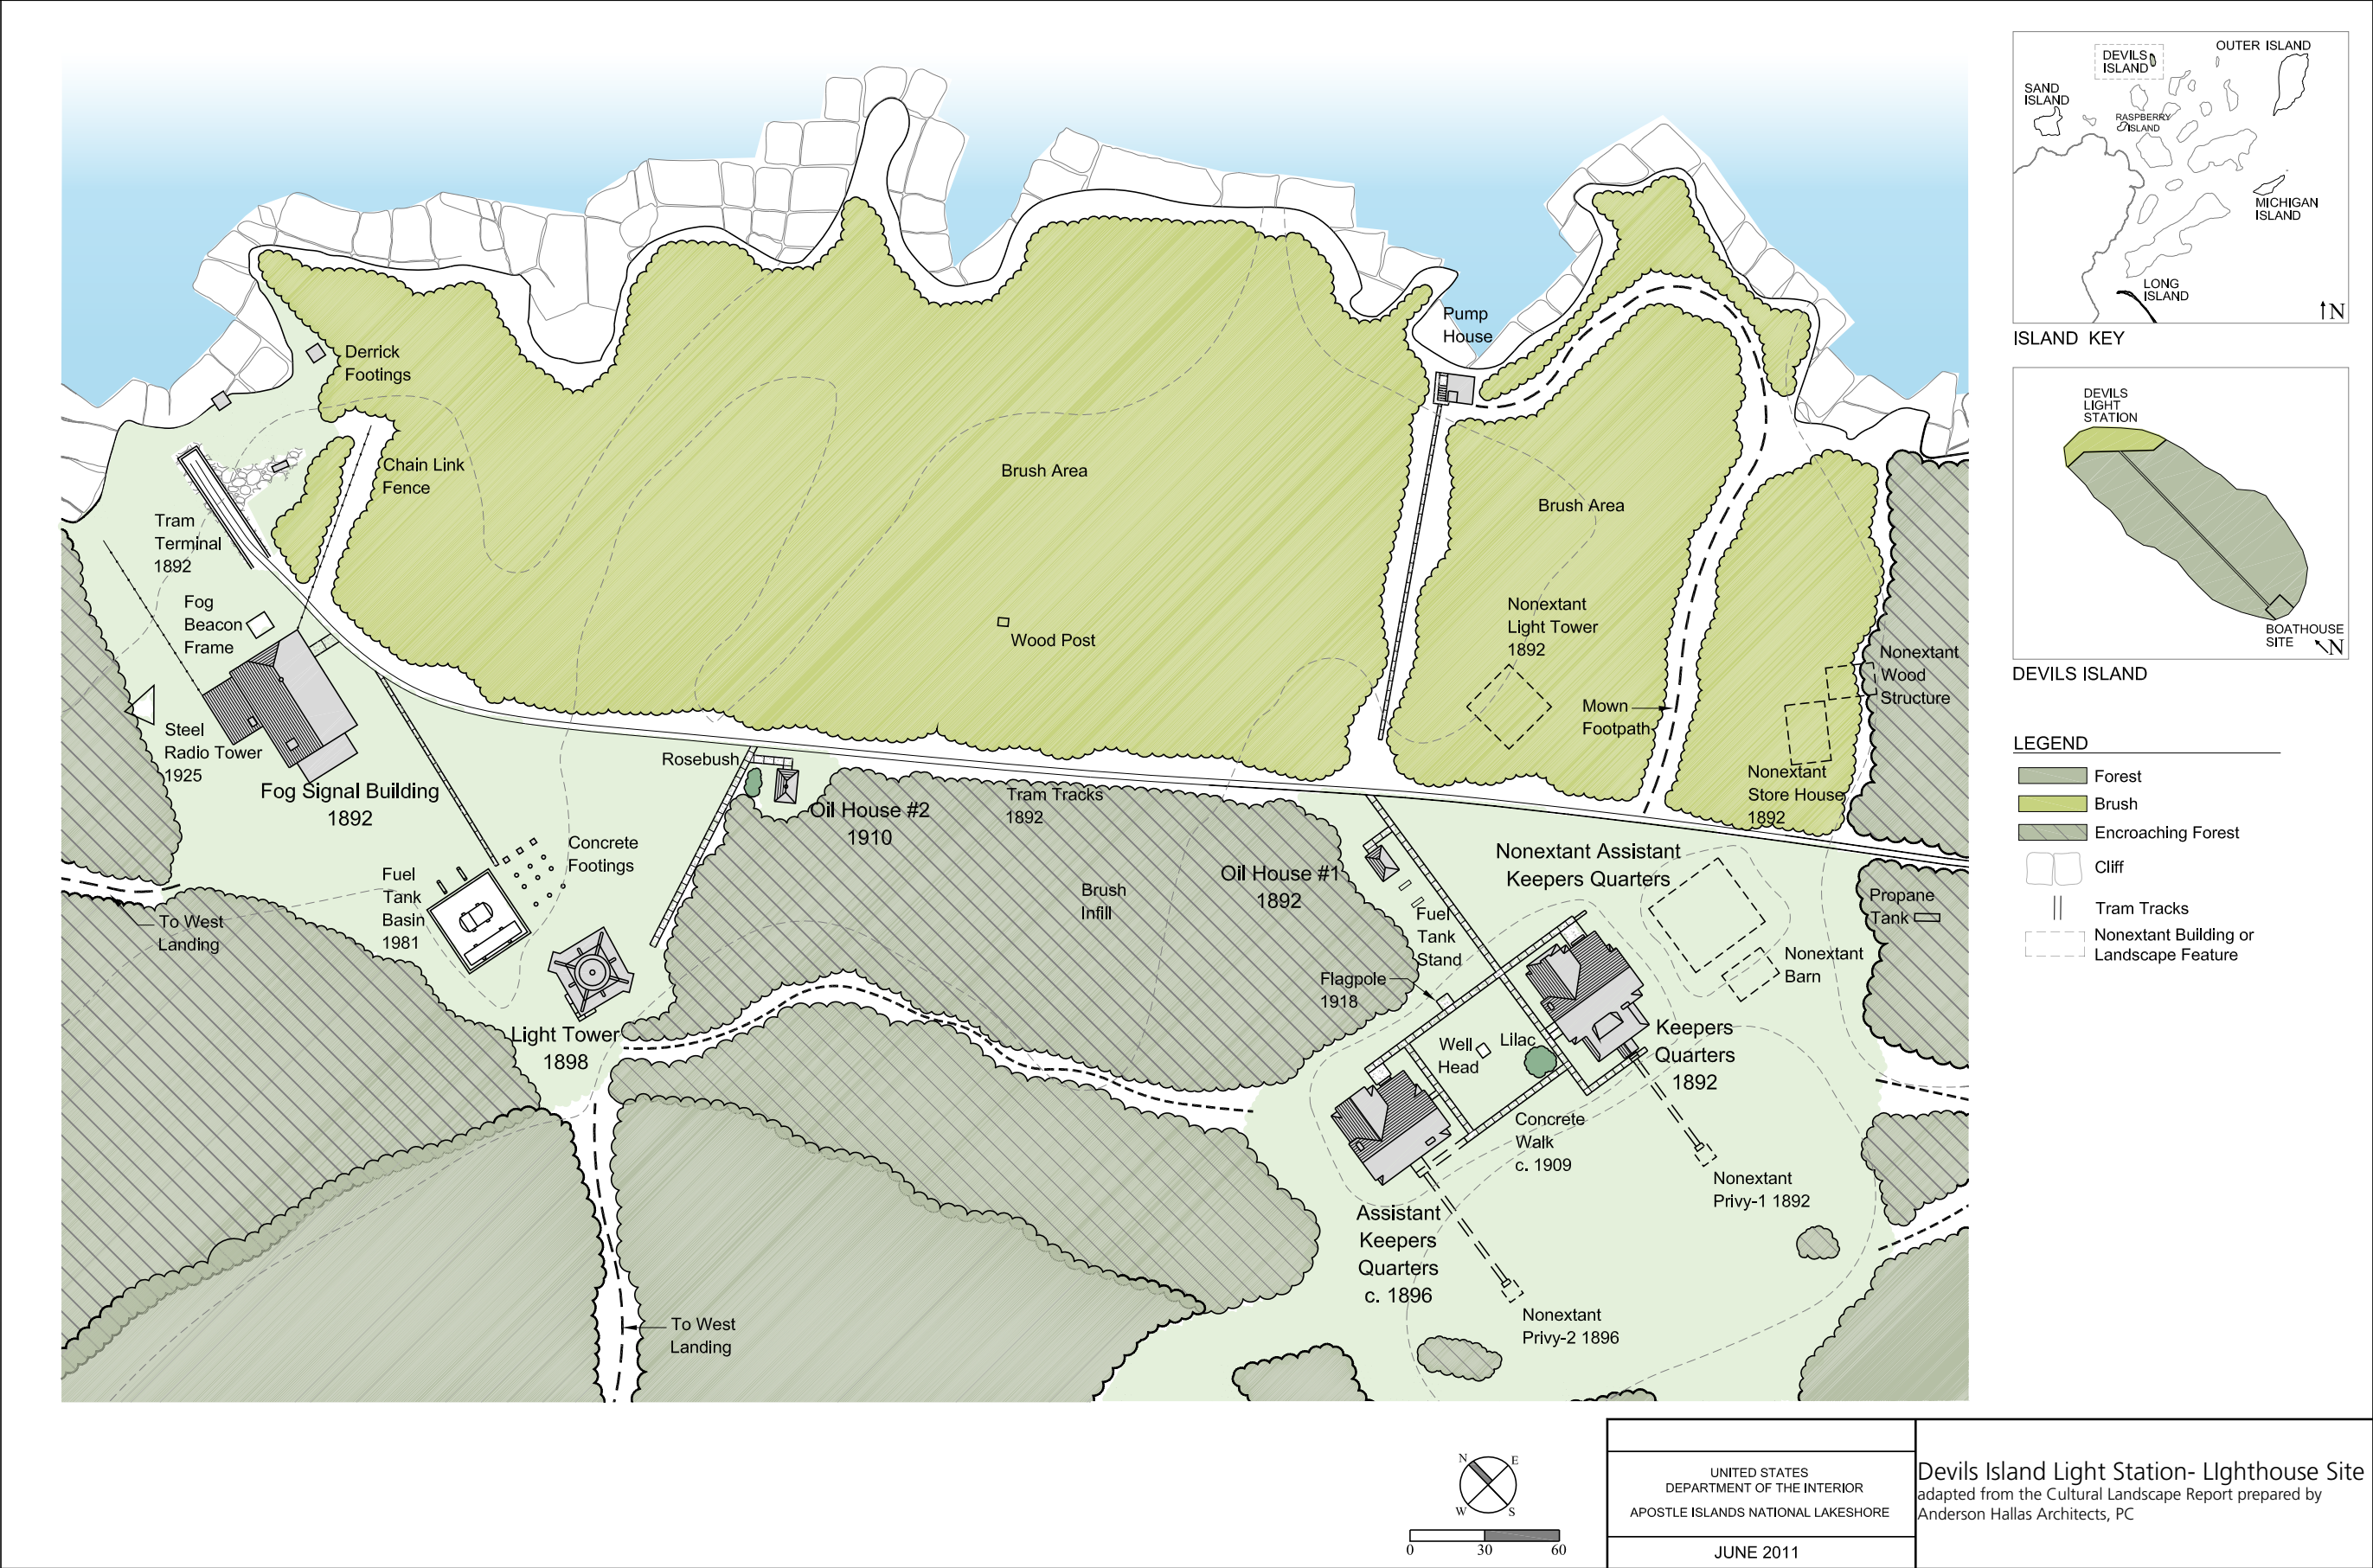 DEVILS
ISLAND
OUTER ISLAND
SAND
ISLAND
RASPBERRY
ISLAND
MICHIGAN
ISLAND
LONG
ISLAND
N
ISLAND KEY
DEVILS
LIGHT
STATION
BOATHOUSE
SITE
N
DEVILS ISLAND
LEGEND
Forest
Brush
Encroaching Forest
Cliff
Tram Tracks
Nonextant Building or
Landscape Feature
Derrick
Footings
Chain Link
Fence
Tram
Terminal
1892
Fog
Beacon
Frame
Steel
Radio Tower
1925
Fog Signal Building
1892
Brush Area
Wood Post
Pump
House
Brush Area
Nonextant
Light Tower
1892
Mown
Footpath
Nonextant
Wood
Structure
Nonextant
Store House
1892
Rosebush
Oil House #2
1910
Tram Tracks
1892
Concrete
Footings
Fuel
Tank
Basin
1981
To West
Landing
Light Tower
1898
Brush
Infill
Oil House #1
1892
Fuel
Tank
Stand
Flagpole
1918
Nonextant Assistant
Keepers Quarters
Propane
Tank
Nonextant
Barn
Well
Head
Lilac
Keepers
Quarters
1892
Concrete
Walk
c. 1909
Nonextant
Privy-1 1892
Assistant
Keepers
Quarters
c. 1896
Nonextant
Privy-2 1896
To West
Landing
N
E
W
S
0
30
60
UNITED STATES
DEPARTMENT OF THE INTERIOR
APOSTLE ISLANDS NATIONAL LAKESHORE
JUNE 2011
Devils Island Light Station- LIghthouse Site
adapted from the Cultural Landscape Report prepared by
Anderson Hallas Architects, PC